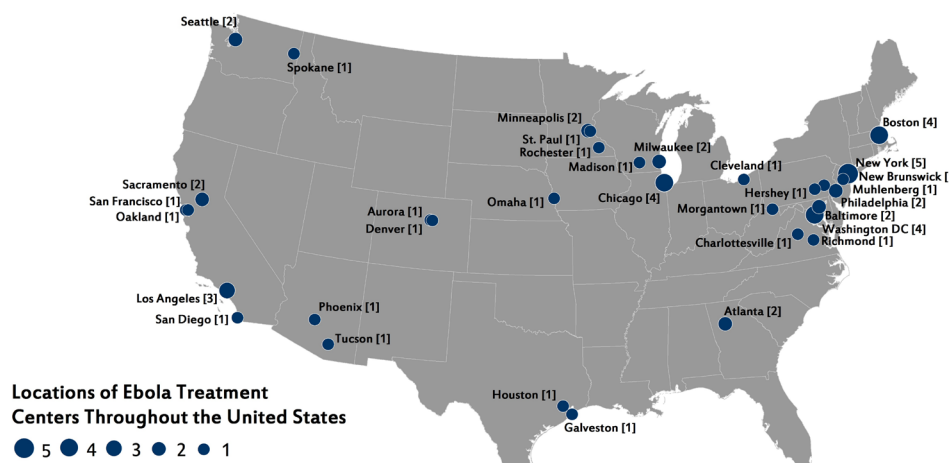 Seattle [2]
Spokane [1]
Minneapolis [2]
St. Paul [1]
Rochester [1]
Madison [1]
Milwaukee [2]
Chicago [4]
Cleveland [1]
Boston [4]
New York [5]
New Brunswick [
Hershey [1]
Muhlenberg [1]
Philadelphia [2]
Morgantown [1]
Baltimore [2]
Washington DC [4]
Charlottesville [1]
Richmond [1]
Sacramento [2]
San Francisco [1]
Oakland [1]
Omaha [1]
Aurora [1]
Denver [1]
Los Angeles [3]
San Diego [1]
Phoenix [1]
Tucson [1]
Atlanta [2]
Houston [1]
Galveston [1]
Locations of Ebola Treatment
Centers Throughout the United States
5 4 3 2 1